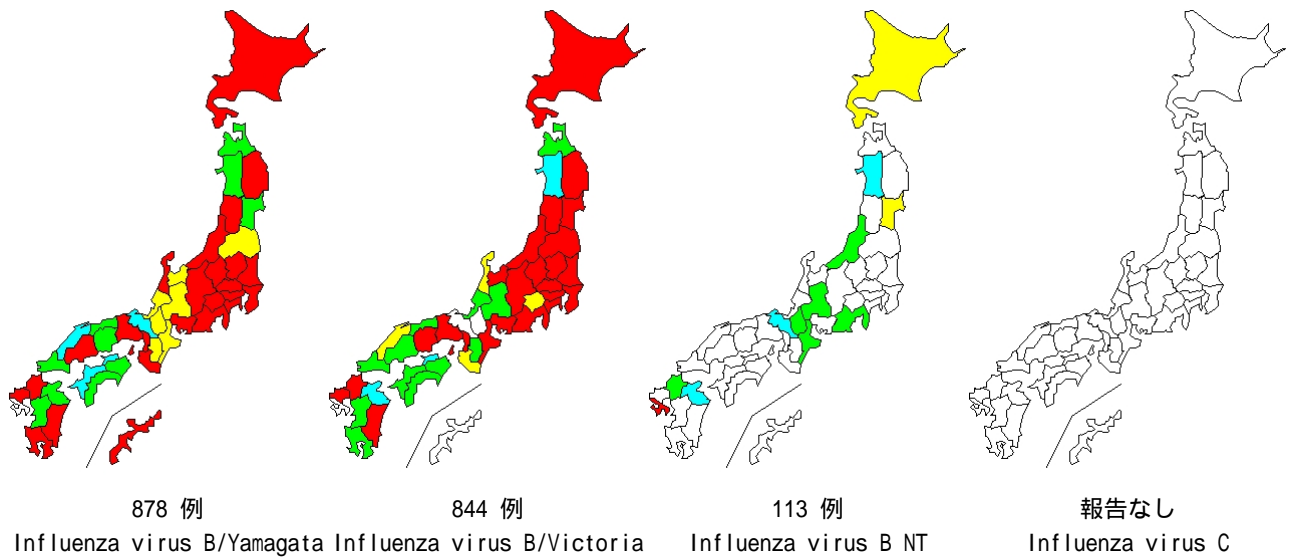 878 例 844 例 113 例 報告なし
Influenza virus B/Yamagata Influenza virus B/Victoria Influenza virus B NT Influenza virus C